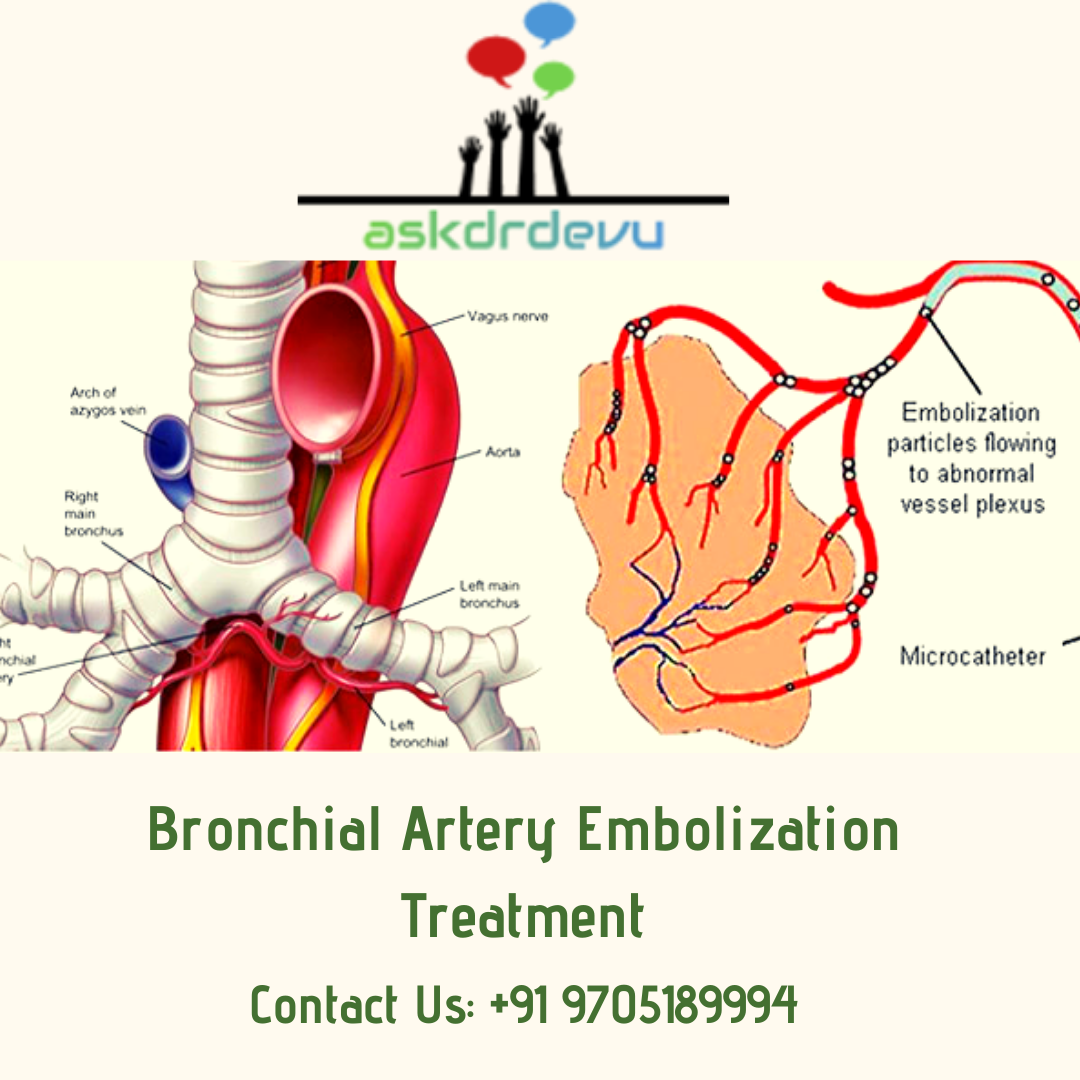 askdrdevu
Vagus nerve
Arch of
azygos vein
Aorta
Right
main
bronchus
Left main
bronchus
Left
bronchial
Embolization
particles flowing
to abnormal
vessel plexus
Microcatheter
Bronchial Artery Embolization
Treatment
Contact Us: +91 9705189994